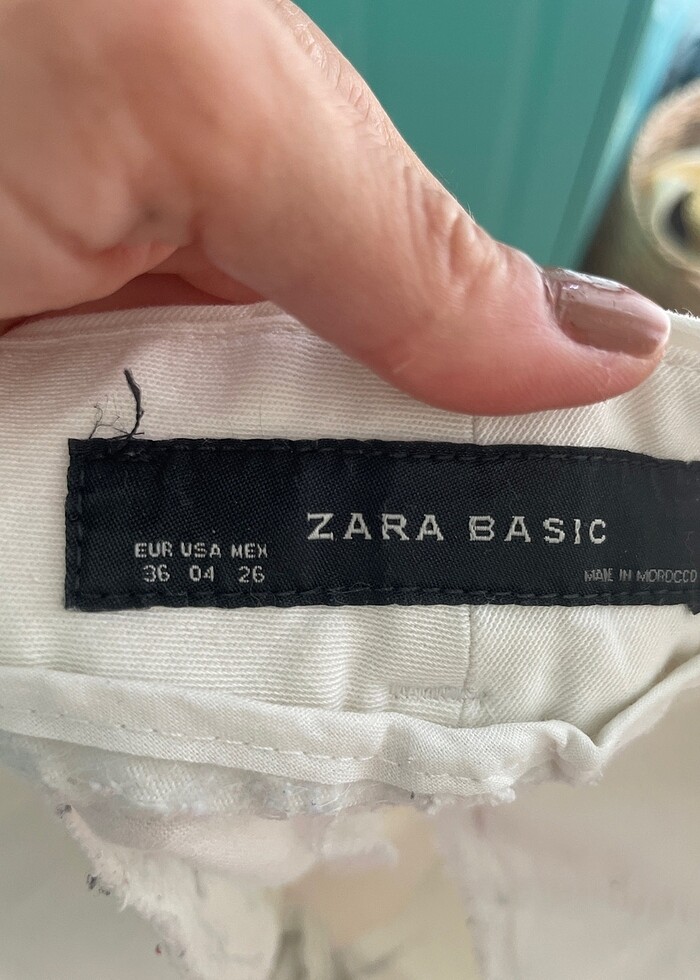 ZARA BASIC
EUR USA MEX
36 04 26
MADE IN MOROCCO